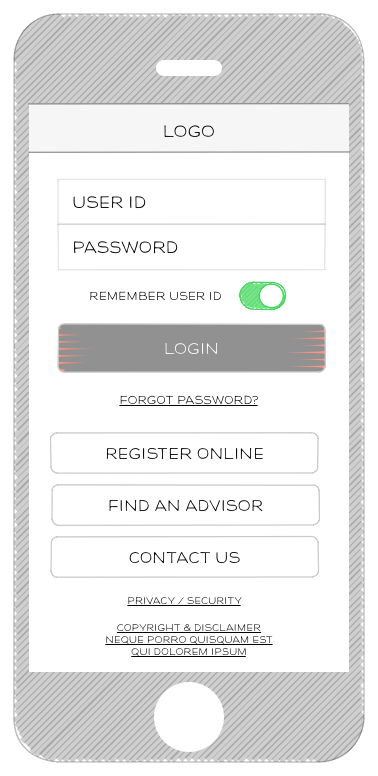 LOGO
USER ID
PASSWORD
REMEMBER USER ID
LOGIN
FORGOT PASSWORD?
REGISTER ONLINE
FIND AN ADVISOR
CONTACT US
PRIVACY / SECURITY
COPYRIGHT & DISCLAIMER
NEQUE PORRO QUISQUAM EST
QUI DOLOREM IPSUM